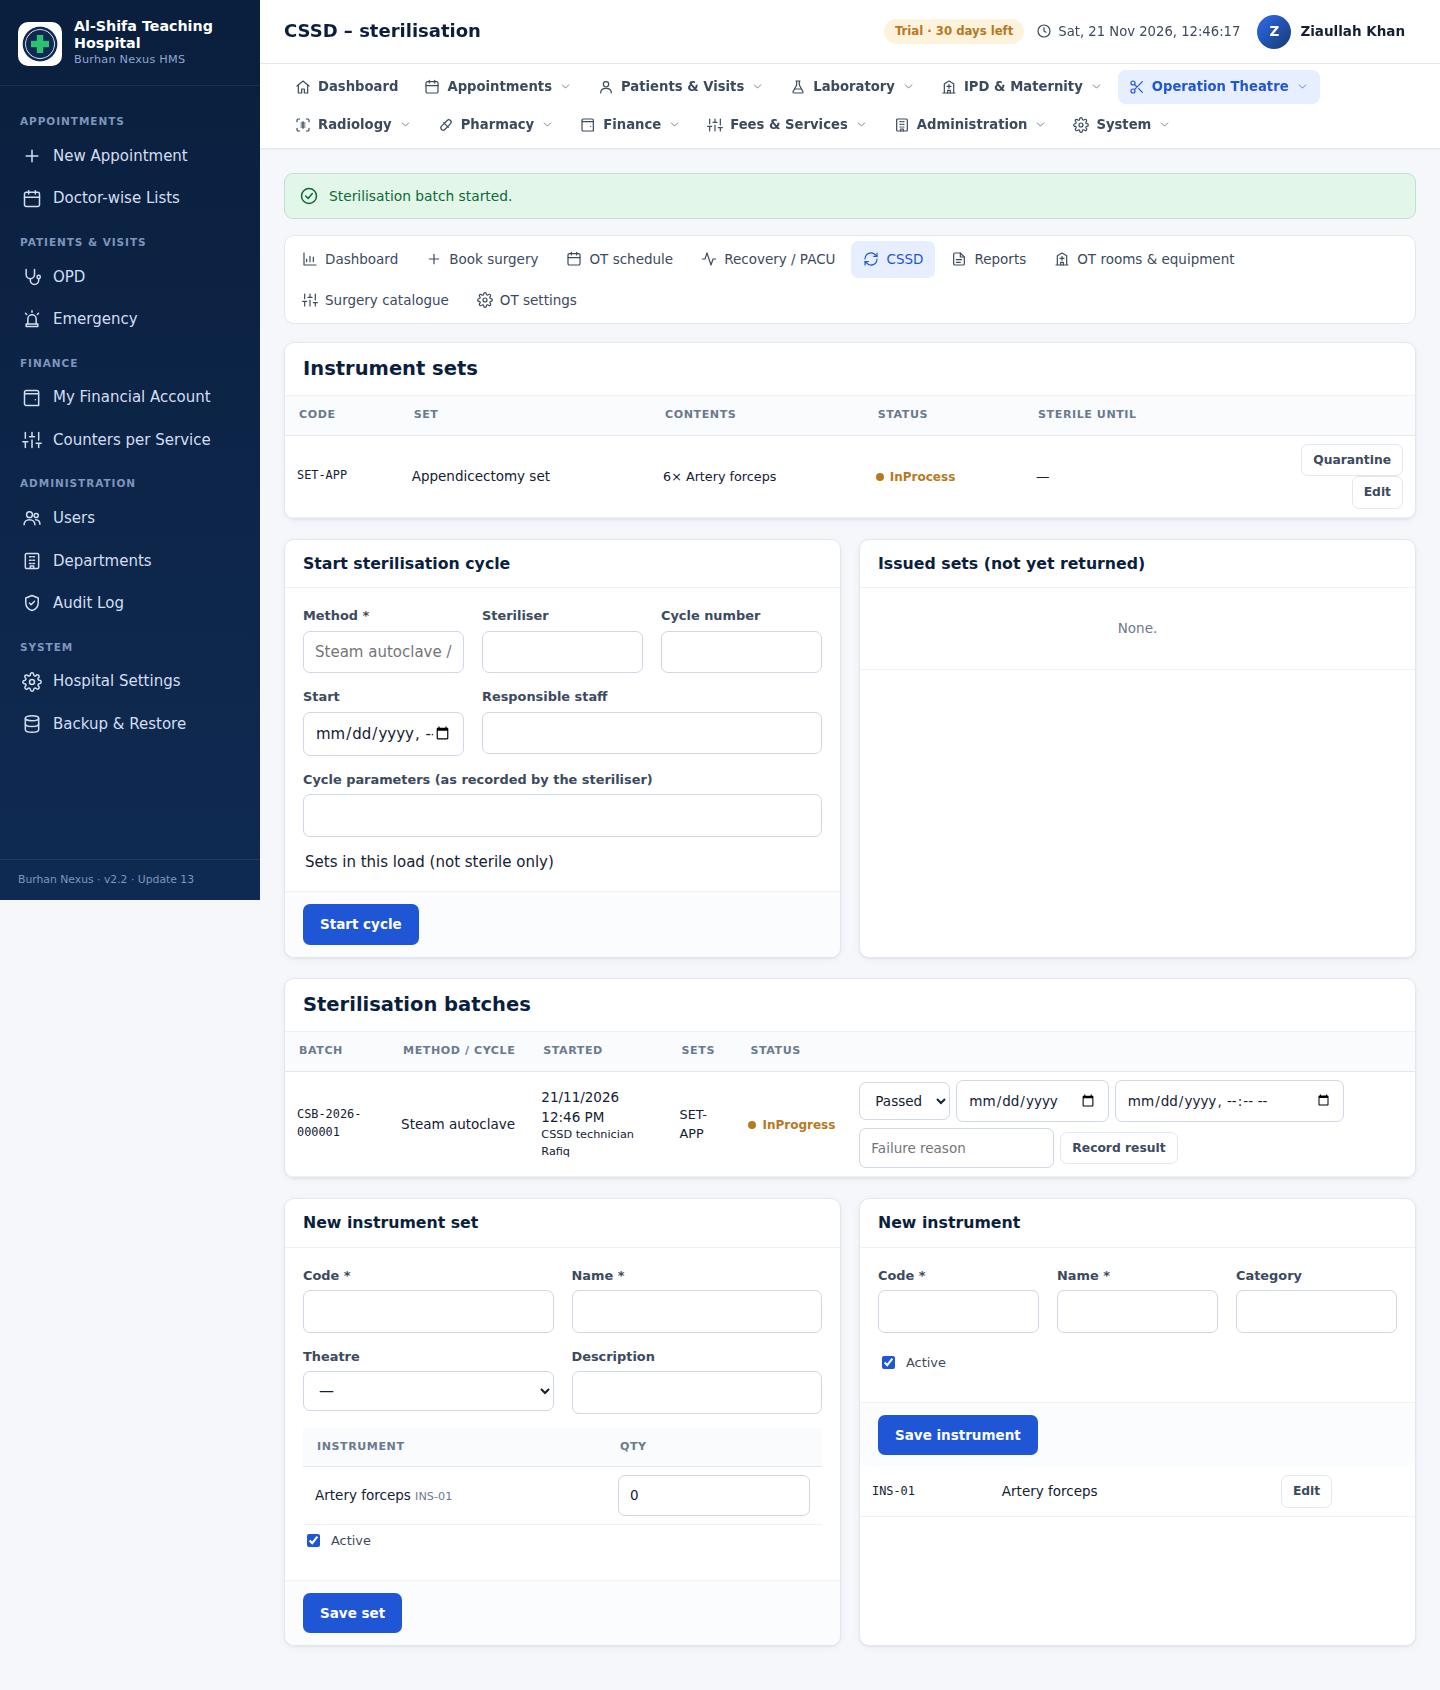 Al-Shifa Teaching
Hospital
Burhan Nexus HMS
APPOINTMENTS
New Appointment
Doctor-wise Lists
PATIENTS & VISITS
OPD
Emergency
FINANCE
My Financial Account
Counters per Service
ADMINISTRATION
Users
Departments
Audit Log
SYSTEM
Hospital Settings
Backup & Restore
Burhan Nexus · v2.2 · Update 13
CSSD – sterilisation
Trial · 30 days left
Sat, 21 Nov 2026, 12:46:17
Z
Ziaullah Khan
Dashboard Appointments Patients & Visits Laboratory IPD & Maternity Operation Theatre
Radiology Pharmacy Finance Fees & Services Administration System
Sterilisation batch started.
Dashboard Book surgery OT schedule Recovery / PACU CSSD Reports OT rooms & equipment
Surgery catalogue OT settings
Instrument sets
CODE SET CONTENTS STATUS STERILE UNTIL
SET-APP Appendicectomy set 6× Artery forceps InProcess — Quarantine
Edit
Start sterilisation cycle
Method * Steriliser Cycle number
Steam autoclave /
Start Responsible staff
mm/dd/yyyy, -
Cycle parameters (as recorded by the steriliser)
Sets in this load (not sterile only)
Start cycle
Issued sets (not yet returned)
None.
Sterilisation batches
BATCH METHOD / CYCLE STARTED SETS STATUS
CSB-2026-
000001
Steam autoclave
21/11/2026
12:46 PM
CSSD technician
Rafiq
SET-
APP
InProgress
Passed mm/dd/yyyy mm/dd/yyyy, --:-- --
Failure reason Record result
New instrument set
Code * Name *
Theatre Description
—
INSTRUMENT QTY
Artery forceps INS-01 0
Active
Save set
New instrument
Code * Name * Category
Active
Save instrument
INS-01 Artery forceps Edit